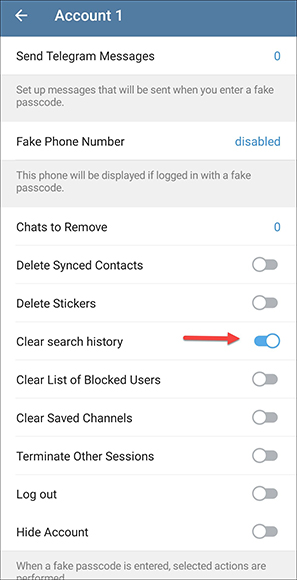 Account 1
Send Telegram Messages 0
Set up messages that will be sent when you enter a fake
passcode.
Fake Phone Number disabled
This phone will be displayed if logged in with a fake
passcode.
Chats to Remove 0
Delete Synced Contacts
Delete Stickers
Clear search history
Clear List of Blocked Users
Clear Saved Channels
Terminate Other Sessions
Log out
Hide Account
When a fake passcode is entered, selected actions are
performed